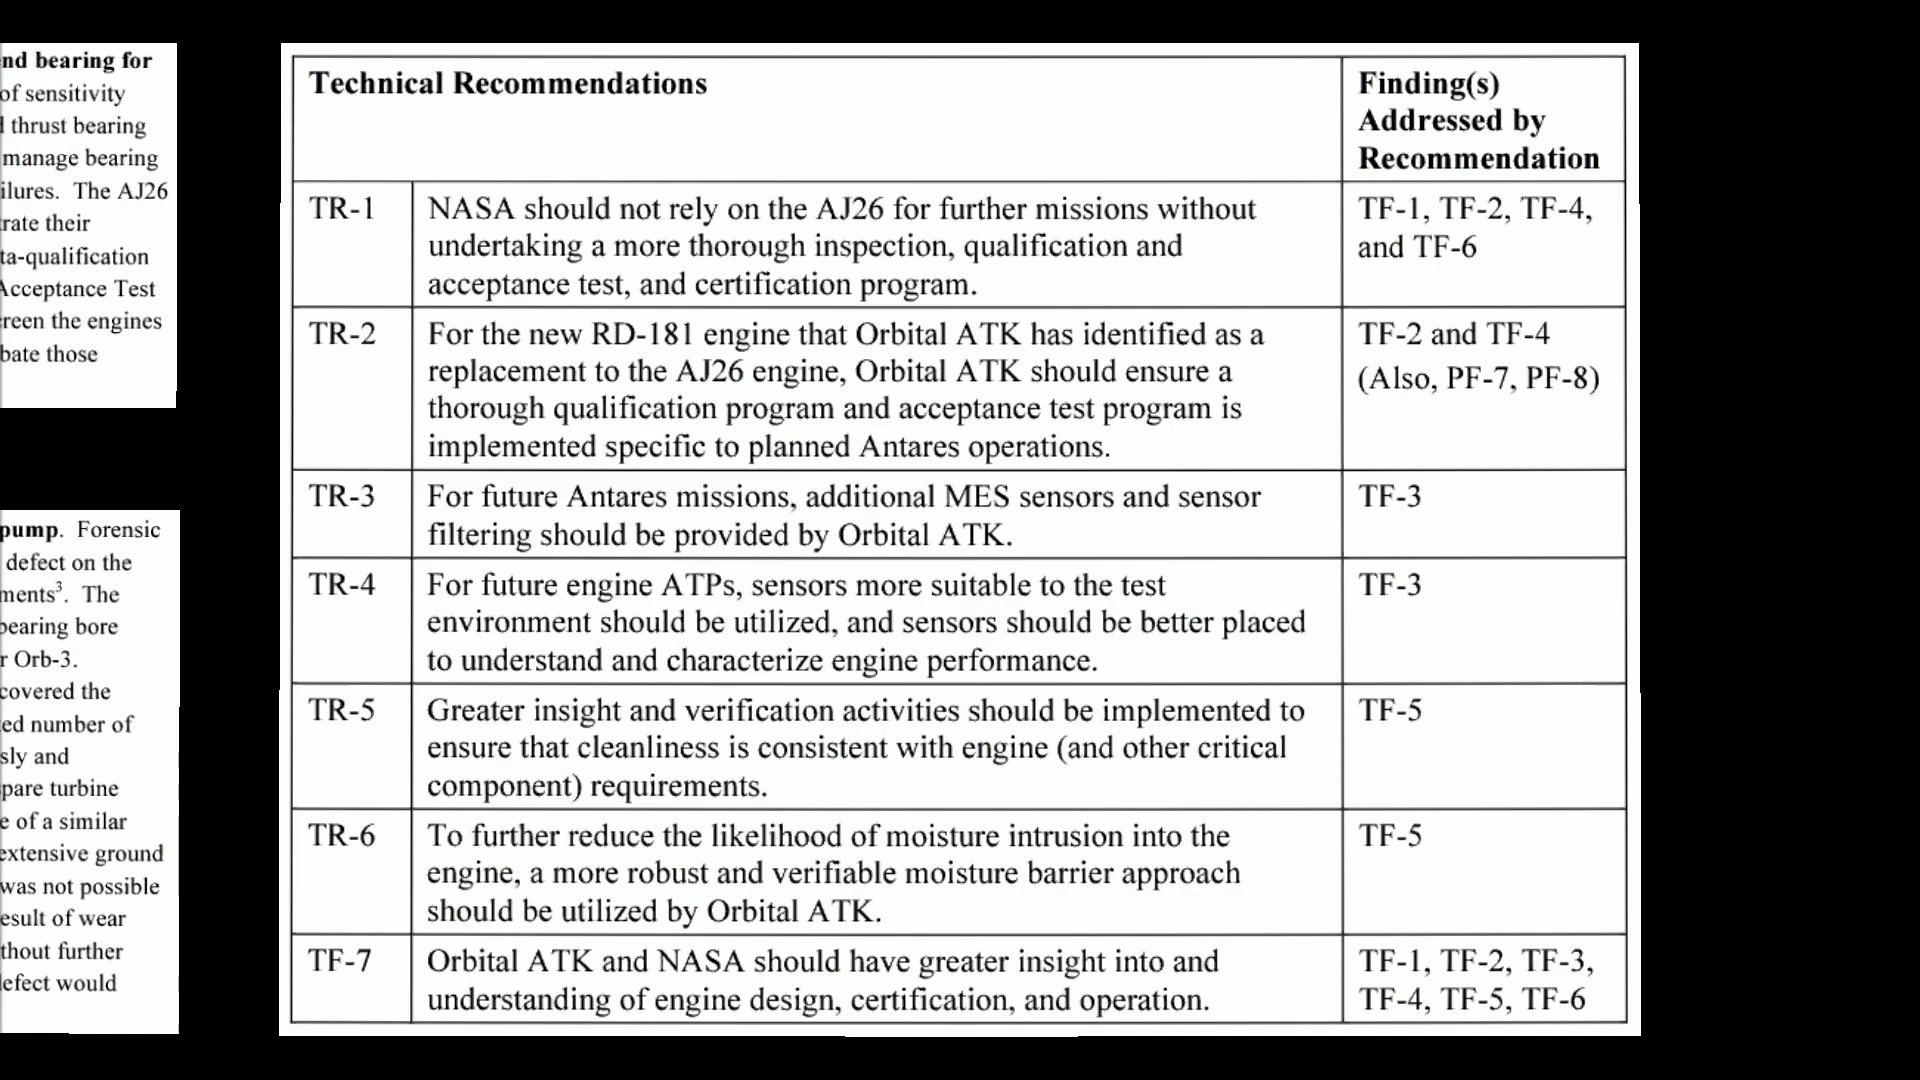 nd bearing for
of sensitivity
thrust bearing
manage bearing
ilures. The AJ26
rate their
ta-qualification
Acceptance Test
reen the engines
bate those
pump. Forensic
defect on the
ments³. The
bearing bore
r Orb-3.
covered the
ed number of
sly and
pare turbine
e of a similar
extensive ground
was not possible
esult of wear
thout further
efect would
Technical Recommendations
Finding(s)
Addressed by
Recommendation
TR-1
NASA should not rely on the AJ26 for further missions without
undertaking a more thorough inspection, qualification and
acceptance test, and certification program.
TF-1, TF-2, TF-4,
and TF-6
TR-2
For the new RD-181 engine that Orbital ATK has identified as a
replacement to the AJ26 engine, Orbital ATK should ensure a
thorough qualification program and acceptance test program is
implemented specific to planned Antares operations.
TF-2 and TF-4
(Also, PF-7, PF-8)
TR-3
For future Antares missions, additional MES sensors and sensor
filtering should be provided by Orbital ATK.
TF-3
TR-4
For future engine ATPs, sensors more suitable to the test
environment should be utilized, and sensors should be better placed
to understand and characterize engine performance.
TF-3
TR-5
Greater insight and verification activities should be implemented to
ensure that cleanliness is consistent with engine (and other critical
component) requirements.
TF-5
TR-6
To further reduce the likelihood of moisture intrusion into the
engine, a more robust and verifiable moisture barrier approach
should be utilized by Orbital ATK.
TF-5
TF-7
Orbital ATK and NASA should have greater insight into and
understanding of engine design, certification, and operation.
TF-1, TF-2, TF-3,
TF-4, TF-5, TF-6